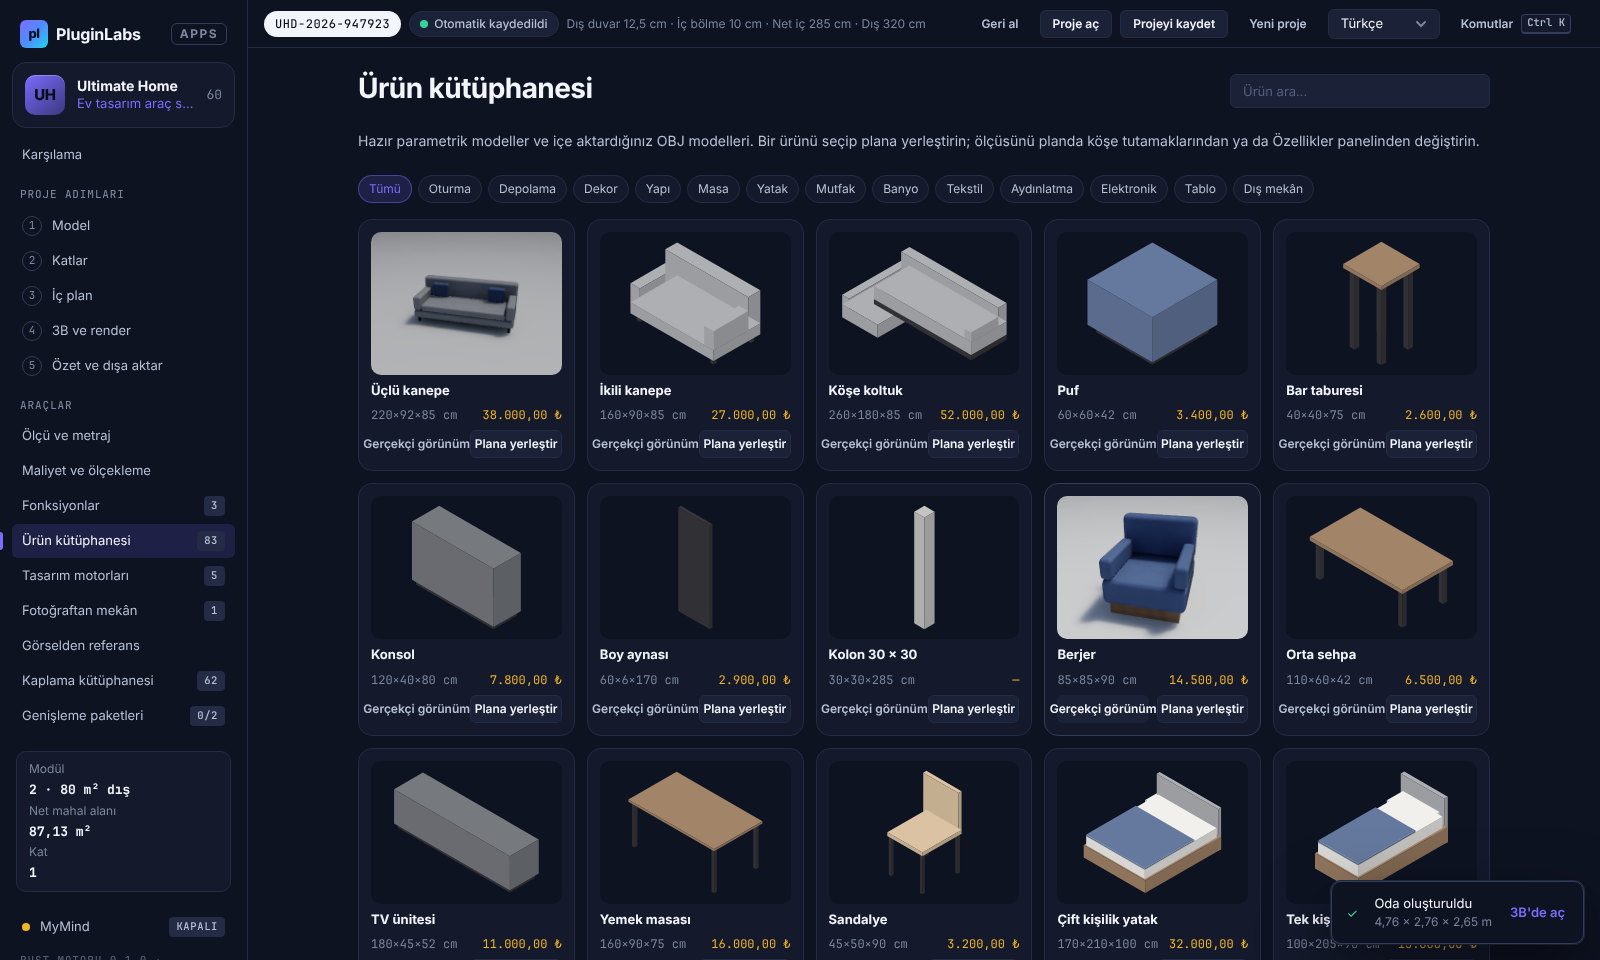 pl PluginLabs APPS
UH Ultimate Home 60
Ev tasarım araç s...
Karşılama
PROJE ADIMLARI
1 Model
2 Katlar
3 İç plan
4 3B ve render
5 Özet ve dışa aktar
ARAÇLAR
Ölçü ve metraj
Maliyet ve ölçekleme
Fonksiyonlar 3
Ürün kütüphanesi 83
Tasarım motorları 5
Fotoğraftan mekân 1
Görselden referans
Kaplama kütüphanesi 62
Genişleme paketleri 0/2
Modül
2 · 80 m² dış
Net mahal alanı
87,13 m²
Kat
1
MyMind KAPALI
UHD-2026-947923 Otomatik kaydedildi Dış duvar 12,5 cm · İç bölme 10 cm · Net iç 285 cm · Dış 320 cm Geri al Proje aç Projeyi kaydet Yeni proje Türkçe Komutlar Ctrl K
Ürün kütüphanesi
Ürün ara...
Hazır parametrik modeller ve içe aktardığınız OBJ modelleri. Bir ürünü seçip plana yerleştirin; ölçüsünü planda köşe tutamaklarından ya da Özellikler panelinden değiştirin.
Tümü Oturma Depolama Dekor Yapı Masa Yatak Mutfak Banyo Tekstil Aydınlatma Elektronik Tablo Dış mekân
Üçlü kanepe İkili kanepe Köşe koltuk Puf Bar taburesi
220×92×85 cm 38.000,00 ₺ 160×90×85 cm 27.000,00 ₺ 260×180×85 cm 52.000,00 ₺ 60×60×42 cm 3.400,00 ₺ 40×40×75 cm 2.600,00 ₺
Gerçekçi görünüm Plana yerleştir Gerçekçi görünüm Plana yerleştir Gerçekçi görünüm Plana yerleştir Gerçekçi görünüm Plana yerleştir Gerçekçi görünüm Plana yerleştir
Konsol Boy aynası Kolon 30 × 30 Berjer Orta sehpa
120×40×80 cm 7.800,00 ₺ 60×6×170 cm 2.900,00 ₺ 30×30×285 cm — 85×85×90 cm 14.500,00 ₺ 110×60×42 cm 6.500,00 ₺
Gerçekçi görünüm Plana yerleştir Gerçekçi görünüm Plana yerleştir Gerçekçi görünüm Plana yerleştir Gerçekçi görünüm Plana yerleştir Gerçekçi görünüm Plana yerleştir
TV ünitesi Yemek masası Sandalye Çift kişilik yatak Tek kiş
180×45×52 cm 11.000,00 ₺ 160×90×75 cm 16.000,00 ₺ 45×50×90 cm 3.200,00 ₺ 170×210×100 cm 32.000,00 ₺
Oda oluşturuldu
4,76 × 2,76 × 2,65 m
3B'de aç